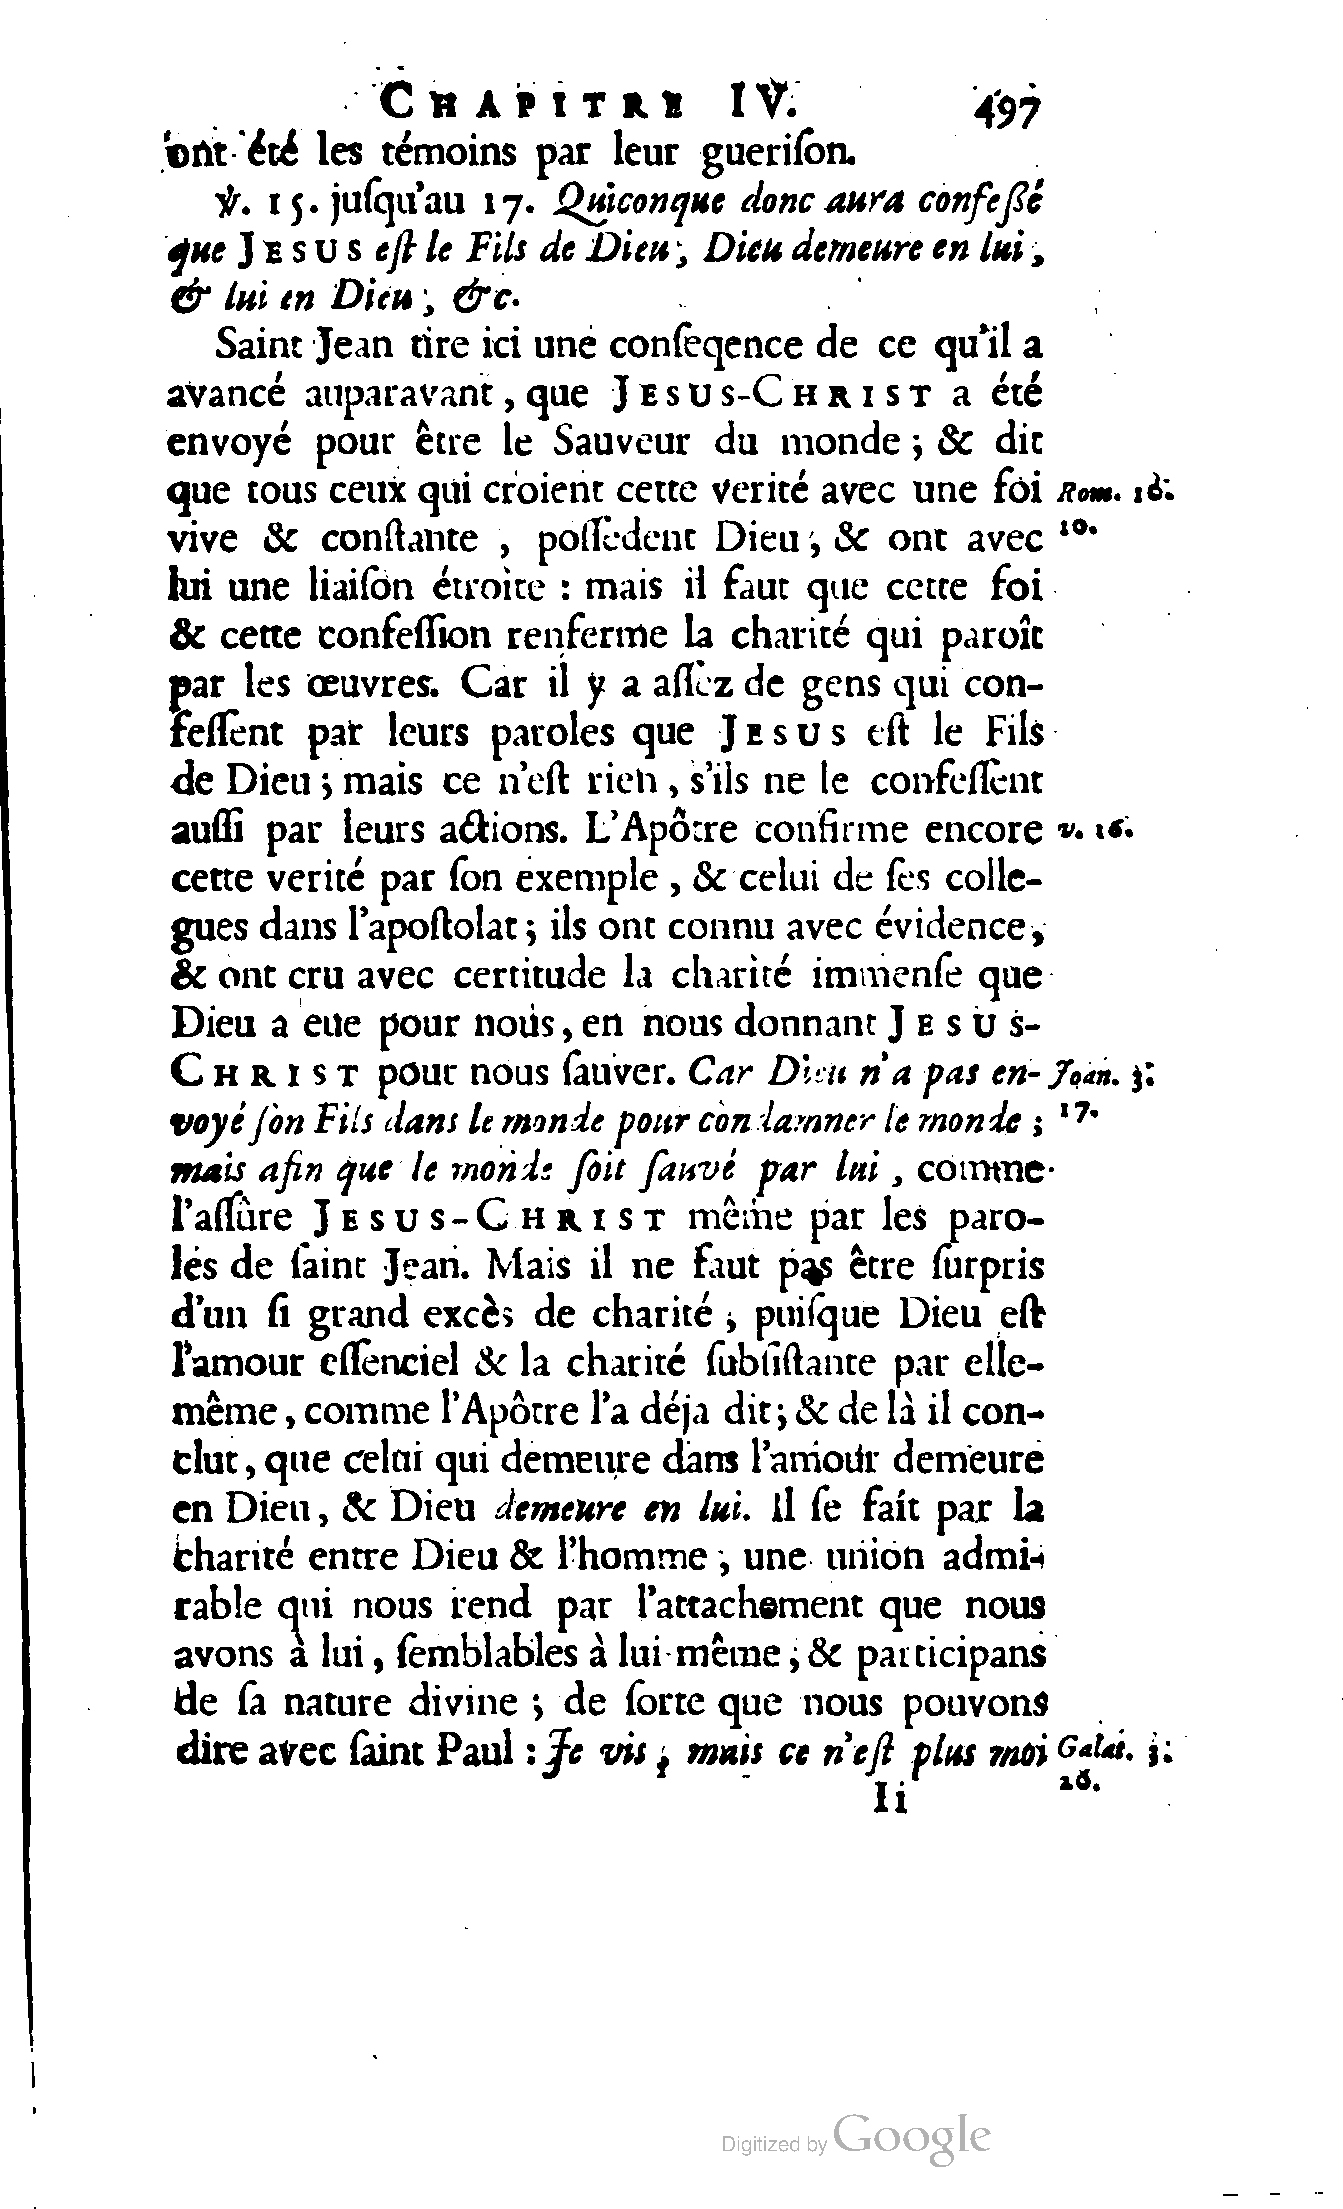 CHAPITRE IV. 497
ont été les témoins par leur gueriſon.
℣. 15. juſqu'au 17. Quiconque donc aura confeßé
que JESUS eſt le Fils de Dieu; Dieu demeure en lui,
& lui en Dieu; &c.
Saint Jean tire ici une conſeqence de ce qu'il a
avancé auparavant, que JESUS-CHRIST a été
envoyé pour être le Sauveur du monde; & dit
que tous ceux qui croient cette verité avec une foi Rom. 10.
vive & conſtante, poſſedent Dieu, & ont avec 10.
lui une liaiſon étroite: mais il faut que cette foi
& cette confeſſion renferme la charité qui paroît
par les œuvres. Car il y a aſſez de gens qui con-
feſſent par leurs paroles que JESUS eſt le Fils
de Dieu; mais ce n'eſt rien, s'ils ne le confeſſent
auſſi par leurs actions. L'Apôtre confirme encore v. 16.
cette verité par ſon exemple, & celui de ſes colle-
gues dans l'apoſtolat; ils ont connu avec évidence,
& ont cru avec certitude la charité immenſe que
Dieu a eue pour nous, en nous donnant JESUS-
CHRIST pour nous ſauver. Car Dieu n'a pas en- Joan. 3.
voyé ſon Fils dans le monde pour condamner le monde; 17.
mais afin que le monde ſoit ſauvé par lui, comme
l'aſſûre JESUS-CHRIST même par les paro-
les de ſaint Jean. Mais il ne faut pas être ſurpris
d'un ſi grand excès de charité, puiſque Dieu eſt
l'amour eſſenciel & la charité ſubſiſtante par elle-
même, comme l'Apôtre l'a déja dit; & de là il con-
clut, que celui qui demeure dans l'amour demeure
en Dieu, & Dieu demeure en lui. Il ſe fait par la
charité entre Dieu & l'homme, une union admi-
rable qui nous rend par l'attachement que nous
avons à lui, ſemblables à lui-même, & participans
de ſa nature divine; de ſorte que nous pouvons
dire avec ſaint Paul: Je vis, mais ce n'eſt plus moi Galat. 3.
Ii 20.
Digitized by Google